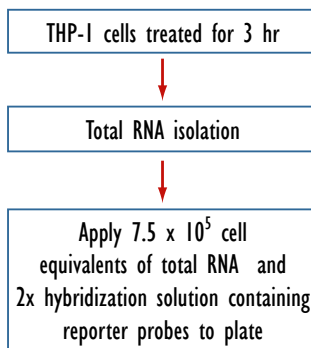 THP-1 cells treated for 3 hr
Total RNA isolation
Apply 7.5 x 10⁵ cell
equivalents of total RNA and
2x hybridization solution containing
reporter probes to plate